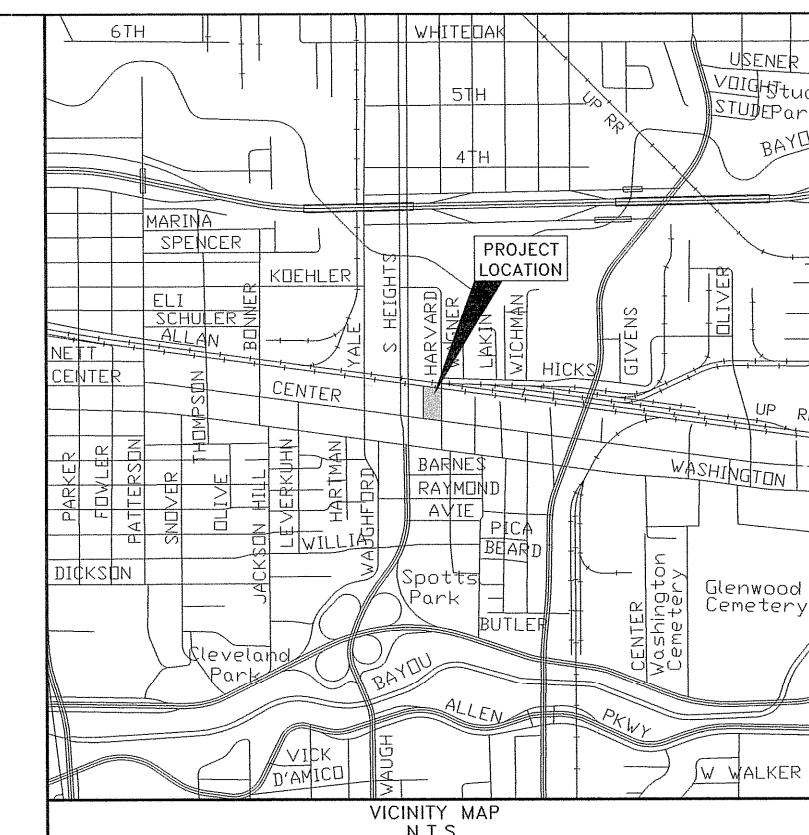 6TH
WHITEOAK
USENER
VOIGHT
STUDE
5TH
UP RR
4TH
MARINA
SPENCER
PROJECT
LOCATION
KOEHLER
S HEIGHTS
YALE
BONNER
ELI
SCHULER
ALLAN
HARVARD
LAKIN
WICHMAN
GIVENS
OLIVER
NETT
CENTER
CENTER
HICKS
UP
THOMPSON
PARKER
FOWLER
PATTERSON
SNOVER
OLIVE
JACKSON HILL
LEVERKUHN
HARTMAN
WAUGHFORD
BARNES
RAYMOND
AVIE
WASHINGTON
WILLIA
PICA
BEARD
DICKSON
Spotts
Park
BUTLER
CENTER
Washington
Cemetery
Glenwood
Cemetery
Cleveland
Park
BAYOU
ALLEN PKWY
WAUGH
VICK
D'AMICO
W WALKER
VICINITY MAP
N.T.S.